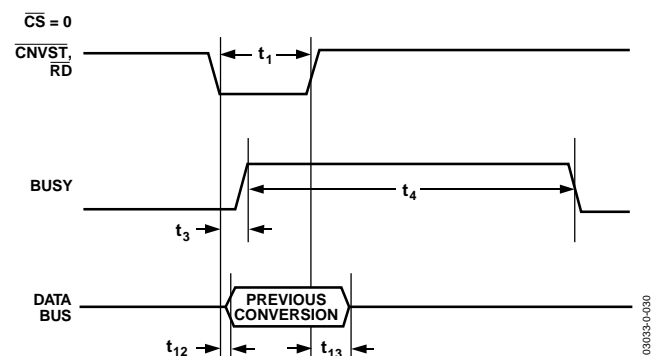 CS = 0
CNVST,
RD
t1
BUSY
t4
t3
DATA
BUS
PREVIOUS
CONVERSION
t12
t13
03033-0-030